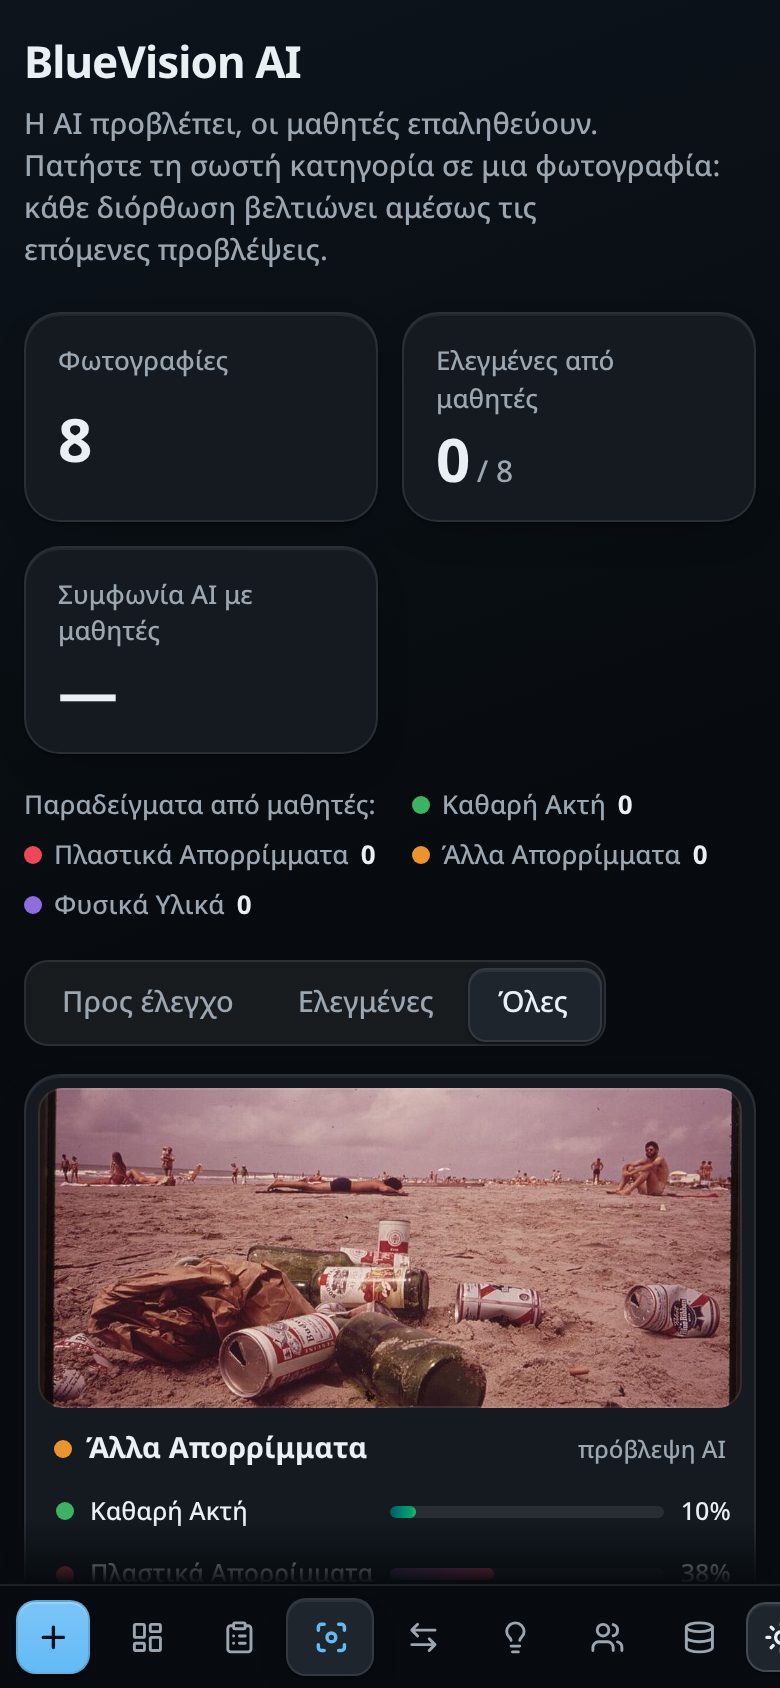 BlueVision AI
Η AI προβλέπει, οι μαθητές επαληθεύουν.
Πατήστε τη σωστή κατηγορία σε μια φωτογραφία:
κάθε διόρθωση βελτιώνει αμέσως τις
επόμενες προβλέψεις.
Φωτογραφίες
8
Ελεγμένες από
μαθητές
0 / 8
Συμφωνία AI με
μαθητές
—
Παραδείγματα από μαθητές:
Καθαρή Ακτή 0
Πλαστικά Απορρίμματα 0
Άλλα Απορρίμματα 0
Φυσικά Υλικά 0
Προς έλεγχο
Ελεγμένες
Όλες
Άλλα Απορρίμματα
πρόβλεψη AI
Καθαρή Ακτή 10%
Πλαστικά Απορρίμματα 38%